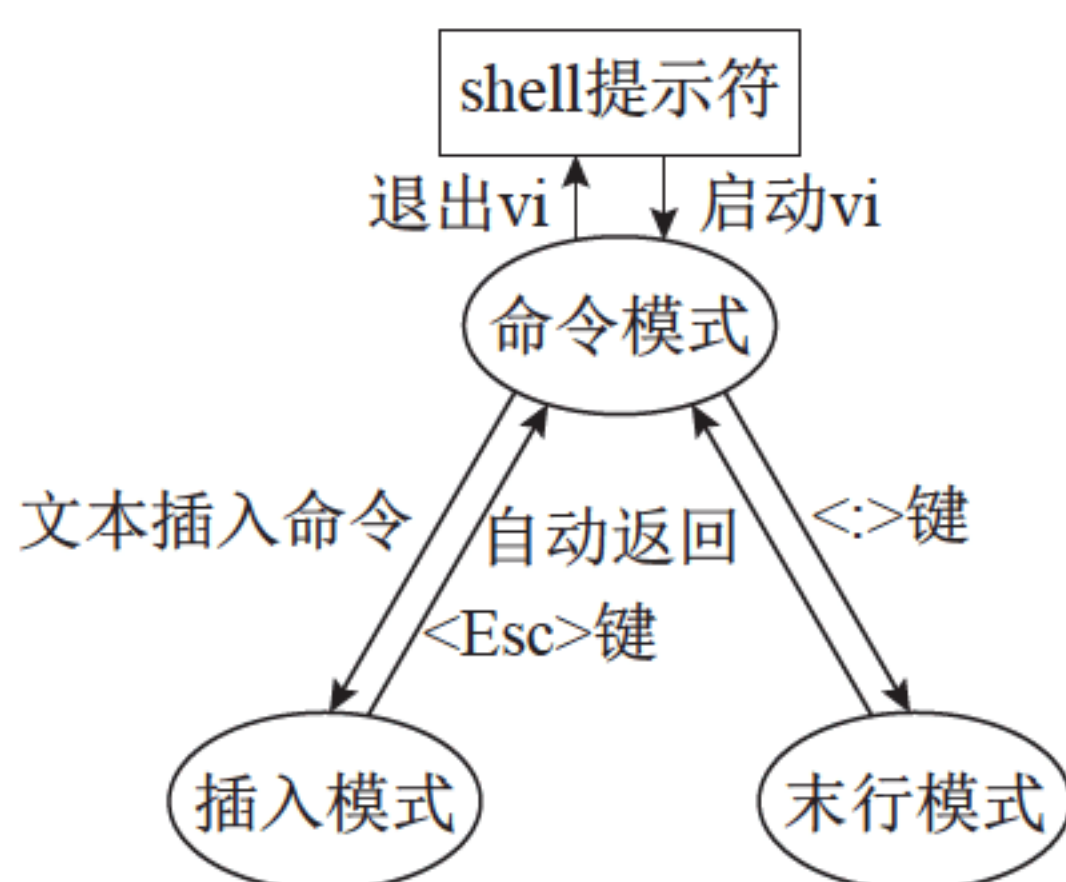 shell提示符
退出vi
启动vi
命令模式
文本插入命令
自动返回
<:>键
<Esc>键
插入模式
末行模式